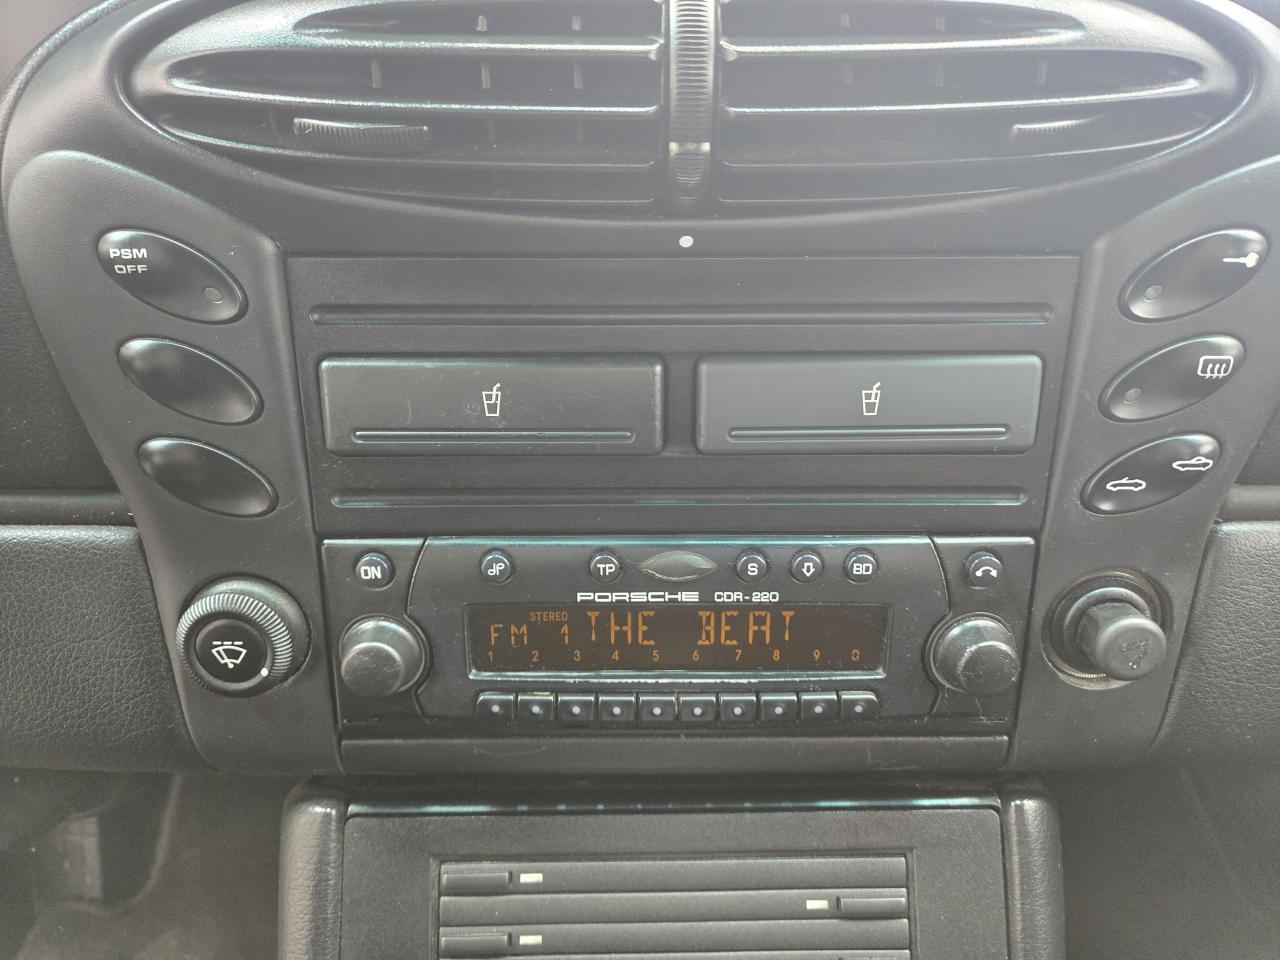 PSM
OFF
ON
TP
S
BD
PORSCHE CDR-220
STEREO
FM 1 THE BEAT
1 2 3 4 5 6 7 8 9 0